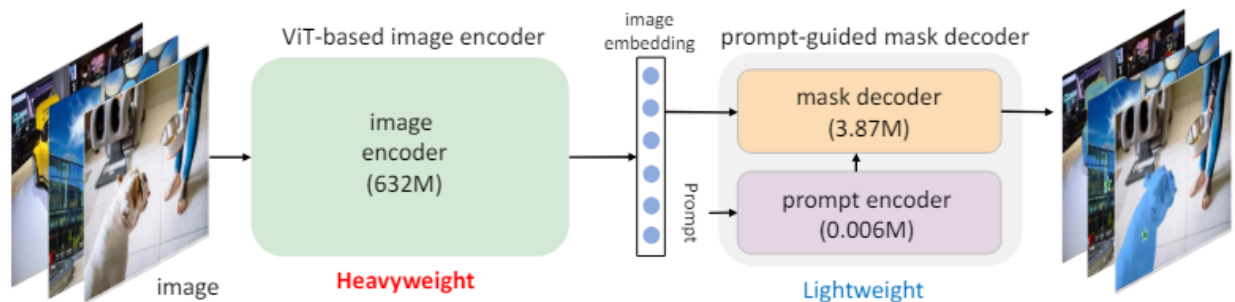 ViT-based image encoder
image
encoder
(632M)
Heavyweight
image
image
embedding
Prompt
prompt-guided mask decoder
mask decoder
(3.87M)
prompt encoder
(0.006M)
Lightweight